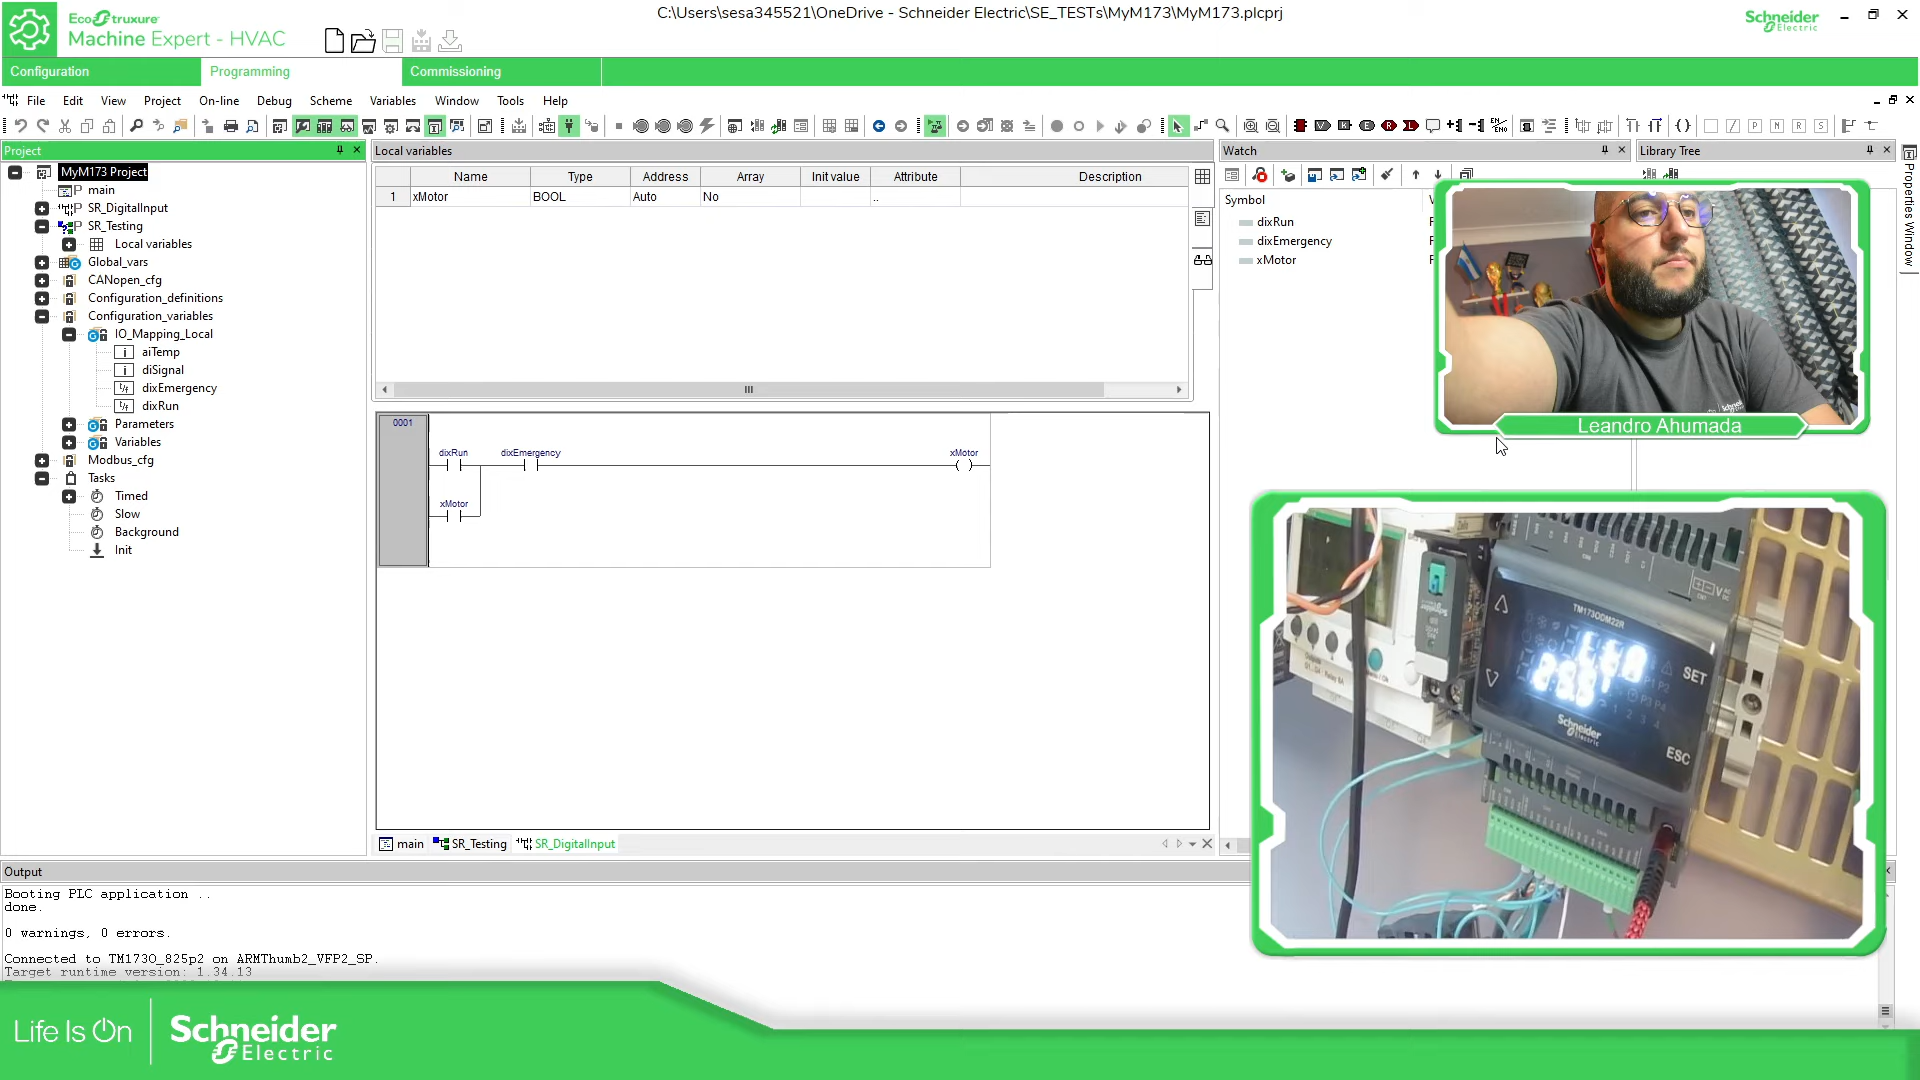 EcoStruxure
Machine Expert - HVAC
C:\Users\sesa345521\OneDrive - Schneider Electric\SE_TESTs\MyM173\MyM173.plcprj
Schneider
Electric
Configuration
Programming
Commissioning
File Edit View Project On-line Debug Scheme Variables Window Tools Help
Project
MyM173 Project
main
SR_DigitalInput
SR_Testing
Local variables
Global_vars
CANopen_cfg
Configuration_definitions
Configuration_variables
IO_Mapping_Local
aiTemp
diSignal
dixEmergency
dixRun
Parameters
Variables
Modbus_cfg
Tasks
Timed
Slow
Background
Init
Local variables
Name Type Address Array Init value Attribute Description
1 xMotor BOOL Auto No ..
0001
dixRun dixEmergency xMotor
xMotor
main SR_Testing SR_DigitalInput
Watch
Symbol
dixRun
dixEmergency
xMotor
Library Tree
Properties Window
Leandro Ahumada
TM173ODM22R
SET
ESC
Schneider
Electric
Output
Booting PLC application ..
done.
0 warnings, 0 errors.
Connected to TM173O_825p2 on ARMThumb2_VFP2_SP.
Target runtime version: 1.34.13
Life Is On
Schneider
Electric